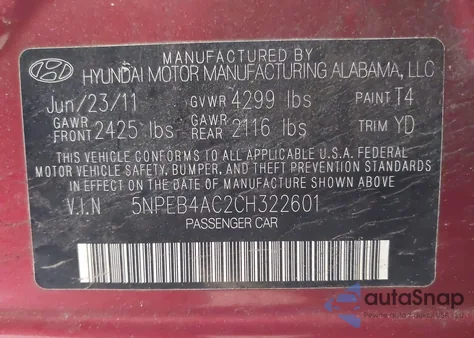 MANUFACTURED BY
HYUNDAI MOTOR MANUFACTURING ALABAMA, LLC
Jun/23/11 GVWR 4299 lbs PAINT T4
GAWR FRONT 2425 lbs GAWR REAR 2116 lbs TRIM YD
THIS VEHICLE CONFORMS TO ALL APPLICABLE FEDERAL
MOTOR VEHICLE SAFETY, BUMPER, AND THEFT PREVENTION
STANDARDS IN EFFECT ON THE DATE OF MANUFACTURE SHOWN ABOVE.
V.I.N 5NPEB4AC2CH322601
PASSENGER CAR
autoSnap